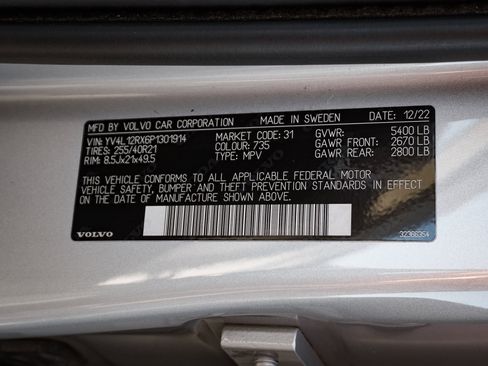 MADE IN SWEDEN
MFD BY VOLVO CAR CORPORATION DATE: 12/22
VIN: YV4L12RX6P1301914 MARKET CODE: 31 GVWR: 5400 LB
TIRES: 255/40R21 COLOUR: 735 GAWR FRONT: 2670 LB
RIM: 8.5Jx21x49.5 TYPE: MPV GAWR REAR: 2800 LB
THIS VEHICLE CONFORMS TO ALL APPLICABLE FEDERAL MOTOR
VEHICLE SAFETY, BUMPER AND THEFT PREVENTION STANDARDS
IN EFFECT ON THE DATE OF MANUFACTURE SHOWN ABOVE.
VOLVO 32366354